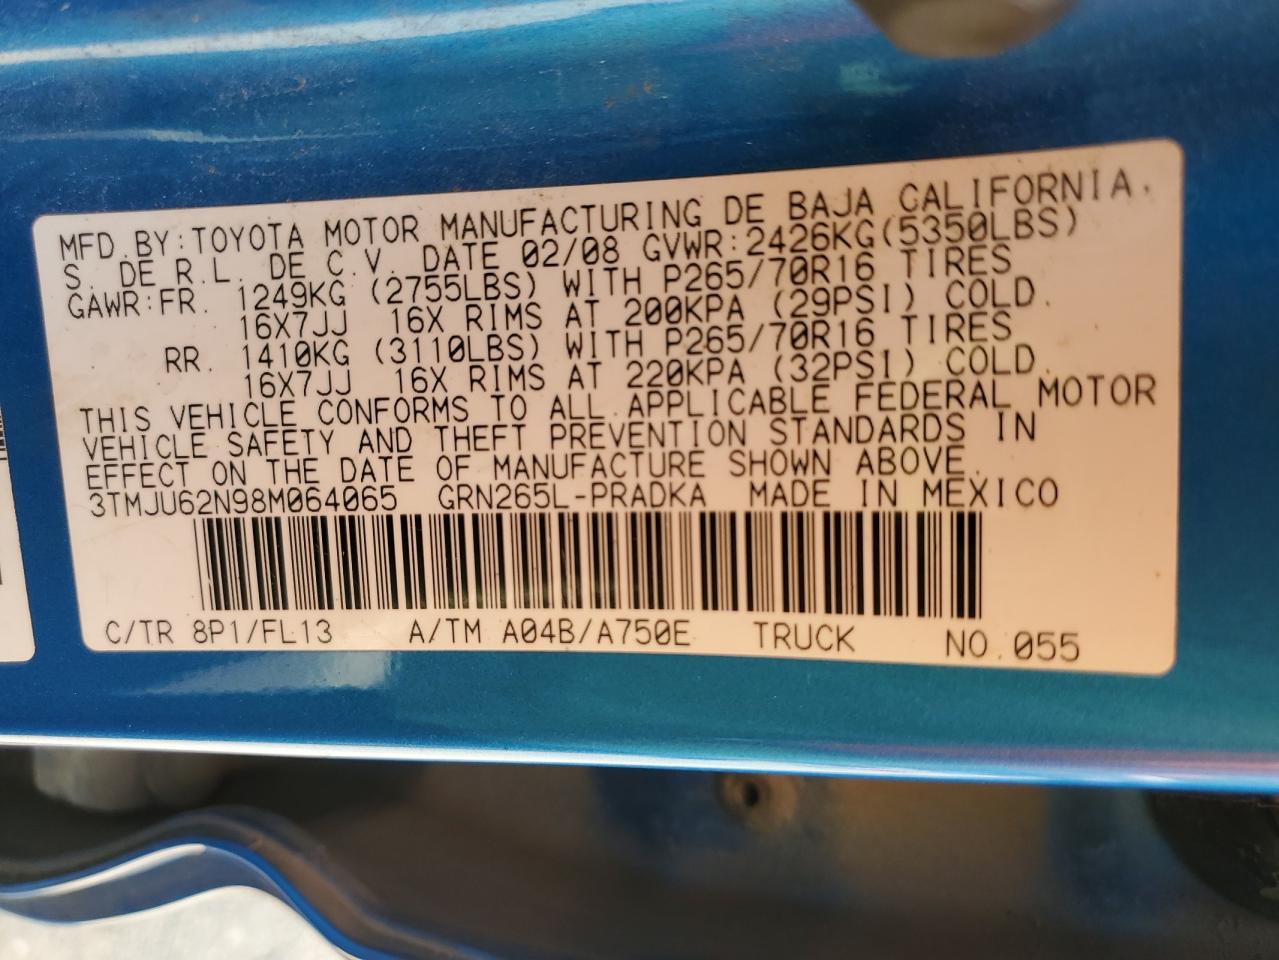 MFD.BY:TOYOTA MOTOR MANUFACTURING DE BAJA CALIFORNIA,
S. DE R.L. DE C.V. DATE 02/08 GVWR:2426KG(5350LBS)
GAWR:FR. 1249KG (2755LBS) WITH P265/70R16 TIRES
16X7JJ 16X RIMS AT 200KPA (29PSI) COLD.
RR. 1410KG (3110LBS) WITH P265/70R16 TIRES
16X7JJ 16X RIMS AT 220KPA (32PSI) COLD.
THIS VEHICLE CONFORMS TO ALL APPLICABLE FEDERAL MOTOR
VEHICLE SAFETY AND THEFT PREVENTION STANDARDS IN
EFFECT ON THE DATE OF MANUFACTURE SHOWN ABOVE.
3TMJU62N98M064065 GRN265L-PRADKA MADE IN MEXICO
C/TR 8P1/FL13 A/TM A04B/A750E TRUCK NO.055